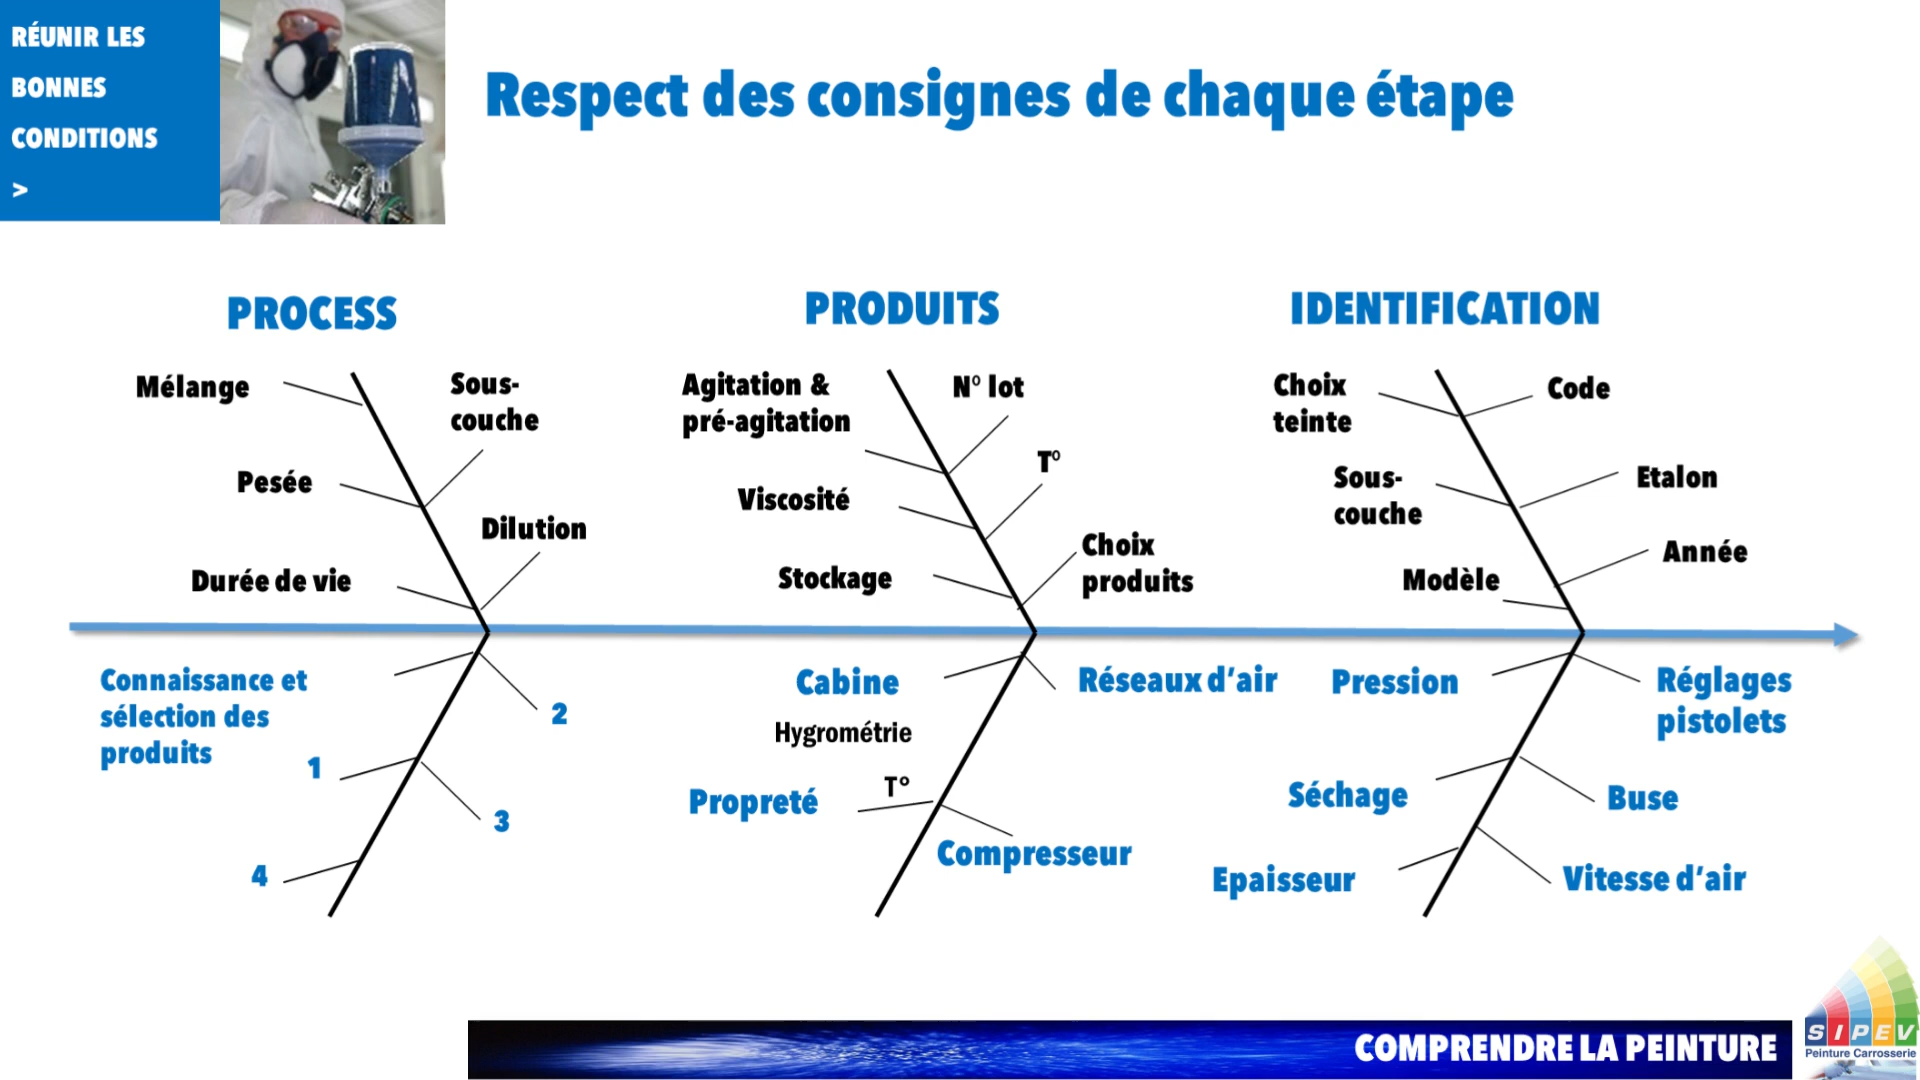 RÉUNIR LES
BONNES
CONDITIONS
>
Respect des consignes de chaque étape
PROCESS
Mélange
Sous-
couche
Pesée
Dilution
Durée de vie
Connaissance et
sélection des
produits
1
2
3
4
PRODUITS
Agitation &
pré-agitation
N° lot
T°
Viscosité
Choix
produits
Stockage
Cabine
Réseaux d’air
Hygrométrie
T°
Propreté
Compresseur
IDENTIFICATION
Choix
teinte
Code
Sous-
couche
Etalon
Année
Modèle
Pression
Réglages
pistolets
Séchage
Buse
Epaisseur
Vitesse d’air
COMPRENDRE LA PEINTURE
SIPEV
Peinture Carrosserie